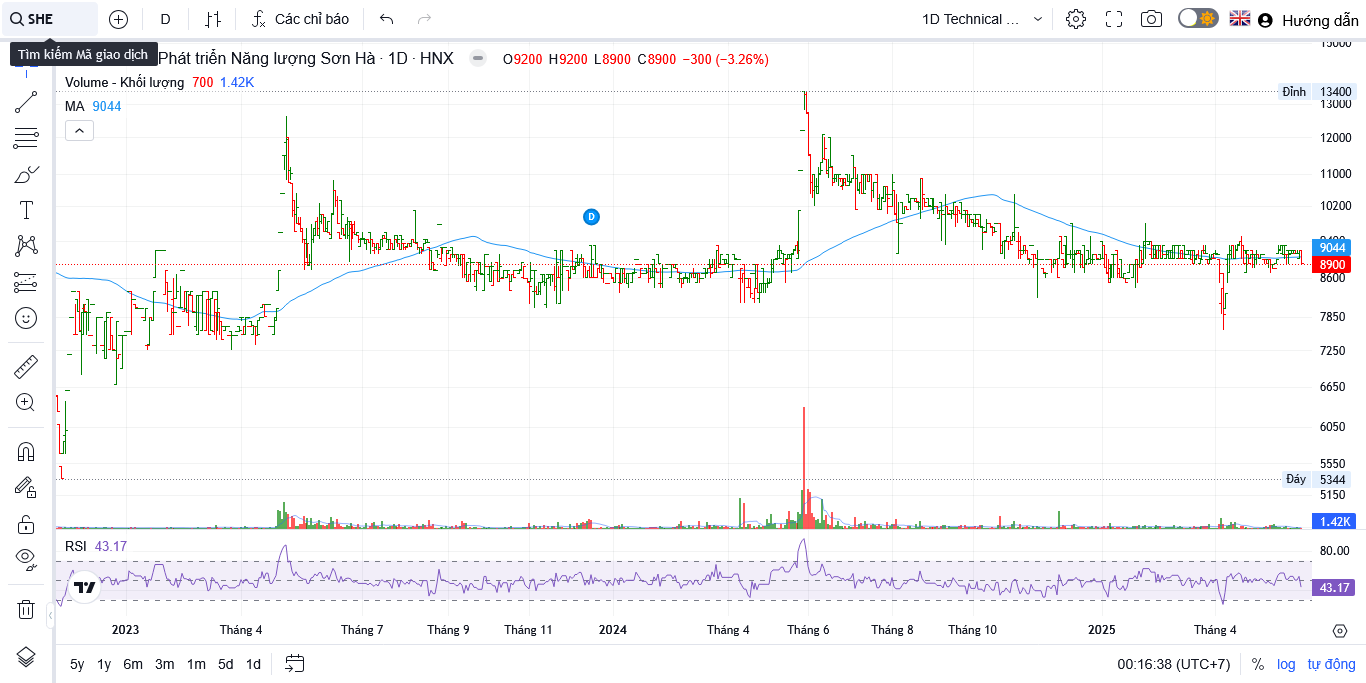 SHE
D
Các chỉ báo
1D Technical ...
Hướng dẫn
Tìm kiếm Mã giao dịch
Phát triển Năng lượng Sơn Hà · 1D · HNX
O9200 H9200 L8900 C8900 −300 (−3.26%)
Volume - Khối lượng 700 1.42K
MA 9044
D
15000
Đỉnh 13400
13000
12000
11000
10200
9400
9044
8900
8600
7850
7250
6650
6050
5550
Đáy 5344
5150
1.42K
RSI 43.17
80.00
43.17
2023 Tháng 4 Tháng 7 Tháng 9 Tháng 11 2024 Tháng 4 Tháng 6 Tháng 8 Tháng 10 2025 Tháng 4
5y 1y 6m 3m 1m 5d 1d
00:16:38 (UTC+7) % log tự động